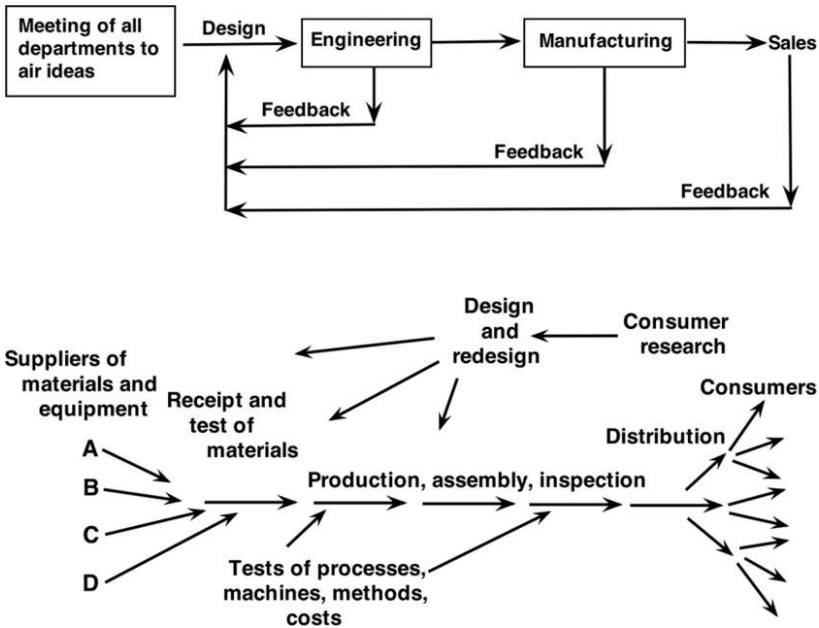 Meeting of all
departments to
air ideas
Design
Engineering
Manufacturing
Sales
Feedback
Feedback
Feedback
Design
and
redesign
Consumer
research
Suppliers of
materials and
equipment
Receipt and
test of
materials
Consumers
Distribution
A
B
C
D
Production, assembly, inspection
Tests of processes,
machines, methods,
costs